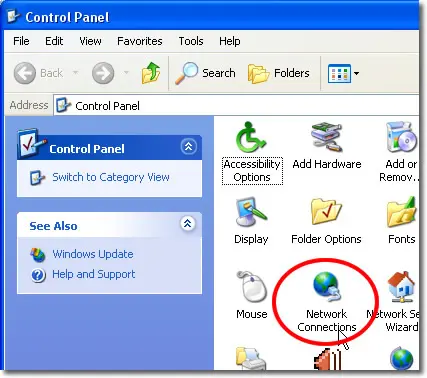 Control Panel
File Edit View Favorites Tools Help
Back Search Folders
Address Control Panel
Control Panel
Switch to Category View
See Also
Windows Update
Help and Support
Accessibility Options
Add Hardware
Add or Remov...
Display
Folder Options
Fonts
Mouse
Network Connections
Network Se
Wizard